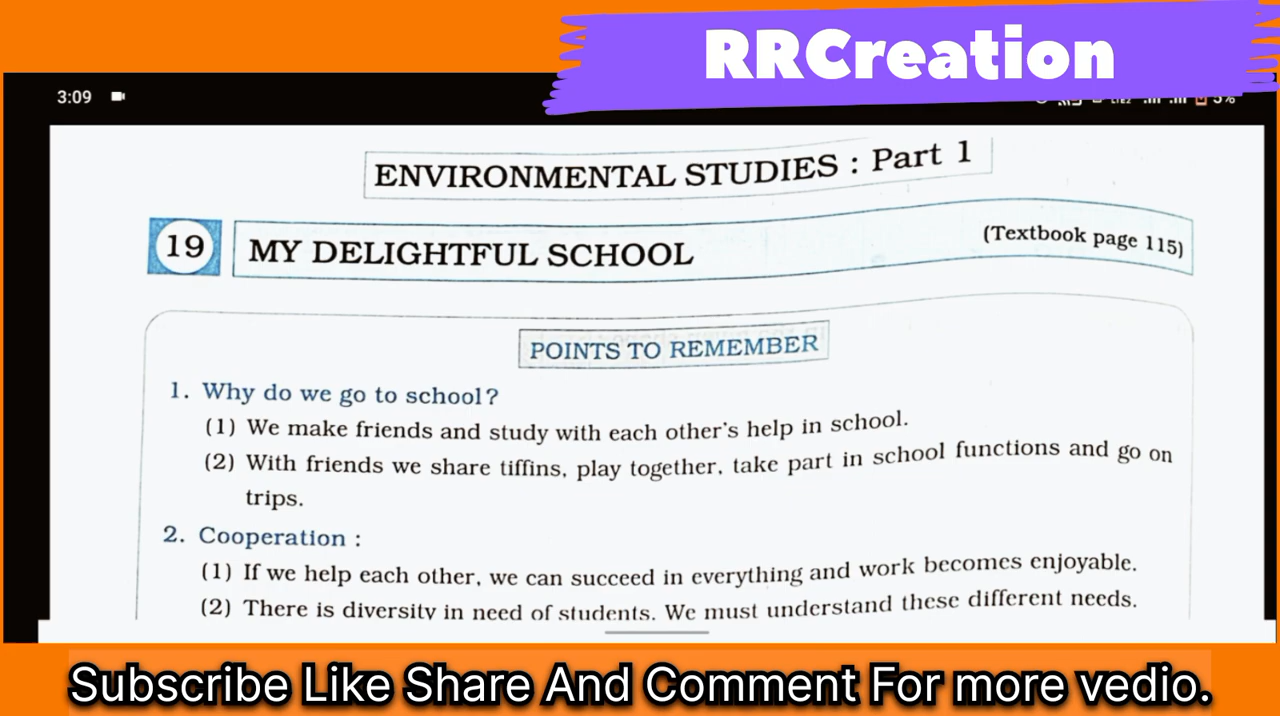 RRCreation
3:09
5%
ENVIRONMENTAL STUDIES : Part 1
19 MY DELIGHTFUL SCHOOL (Textbook page 115)
POINTS TO REMEMBER
1. Why do we go to school?
(1) We make friends and study with each other's help in school.
(2) With friends we share tiffins, play together, take part in school functions and go on
trips.
2. Cooperation :
(1) If we help each other, we can succeed in everything and work becomes enjoyable.
(2) There is diversity in need of students. We must understand these different needs.
Subscribe Like Share And Comment For more vedio.